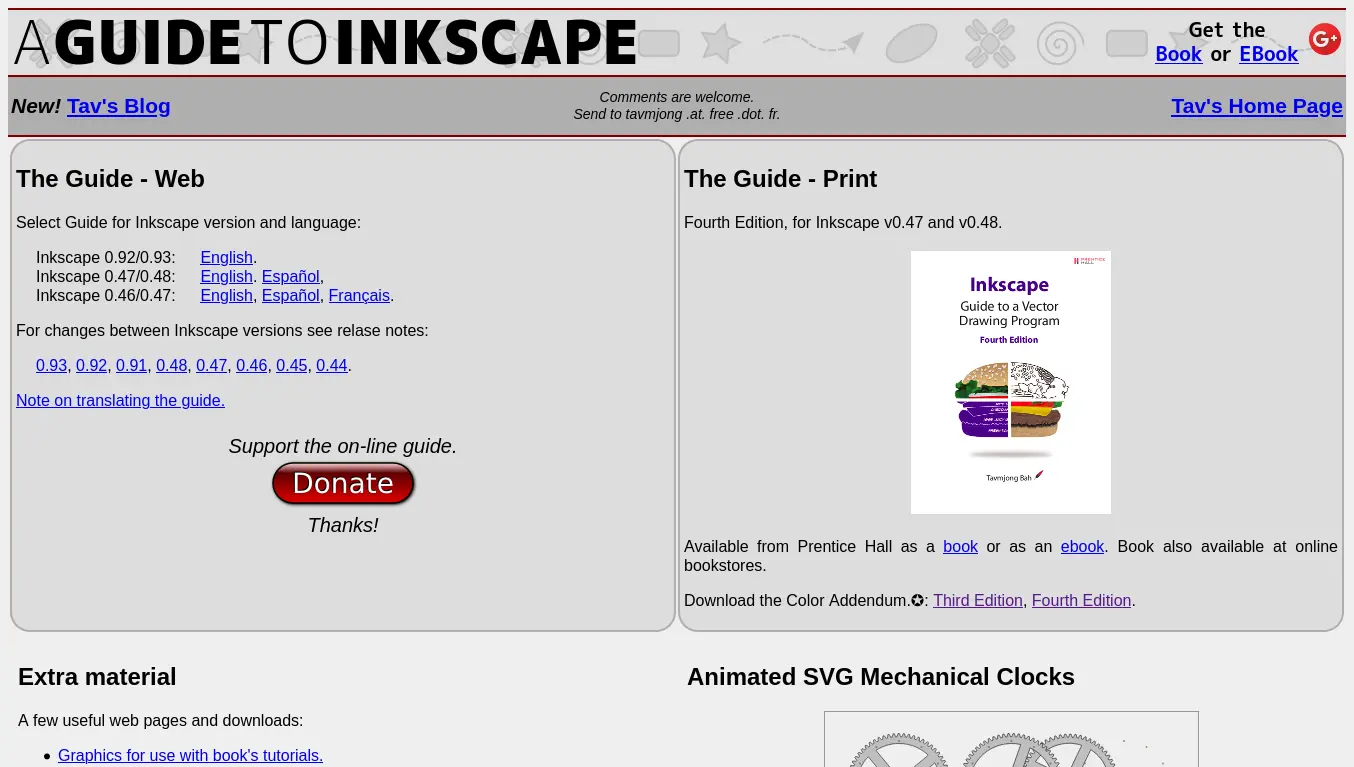 A GUIDE TO INKSCAPE
Get the
Book or EBook
G+
New! Tav's Blog
Comments are welcome.
Send to tavmjong .at. free .dot. fr.
Tav's Home Page
The Guide - Web
Select Guide for Inkscape version and language:
Inkscape 0.92/0.93: English.
Inkscape 0.47/0.48: English. Español,
Inkscape 0.46/0.47: English, Español, Français.
For changes between Inkscape versions see relase notes:
0.93, 0.92, 0.91, 0.48, 0.47, 0.46, 0.45, 0.44.
Note on translating the guide.
Support the on-line guide.
Donate
Thanks!
The Guide - Print
Fourth Edition, for Inkscape v0.47 and v0.48.
PRENTICE
HALL
Inkscape
Guide to a Vector
Drawing Program
Fourth Edition
Tavmjong Bah
Available from Prentice Hall as a book or as an ebook. Book also available at online
bookstores.
Download the Color Addendum.✪: Third Edition, Fourth Edition.
Extra material
A few useful web pages and downloads:
• Graphics for use with book's tutorials.
Animated SVG Mechanical Clocks